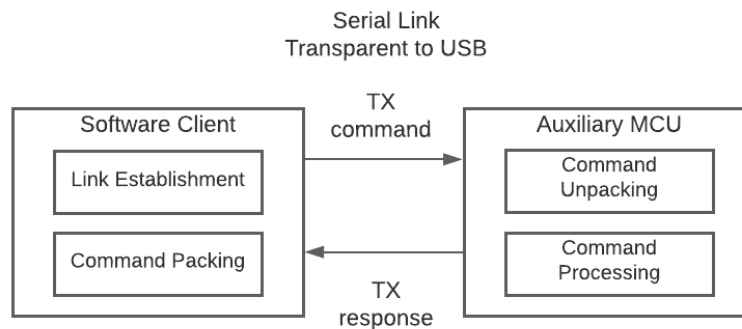 Serial Link
Transparent to USB
Software Client
Link Establishment
Command Packing
TX
command
TX
response
Auxiliary MCU
Command
Unpacking
Command
Processing